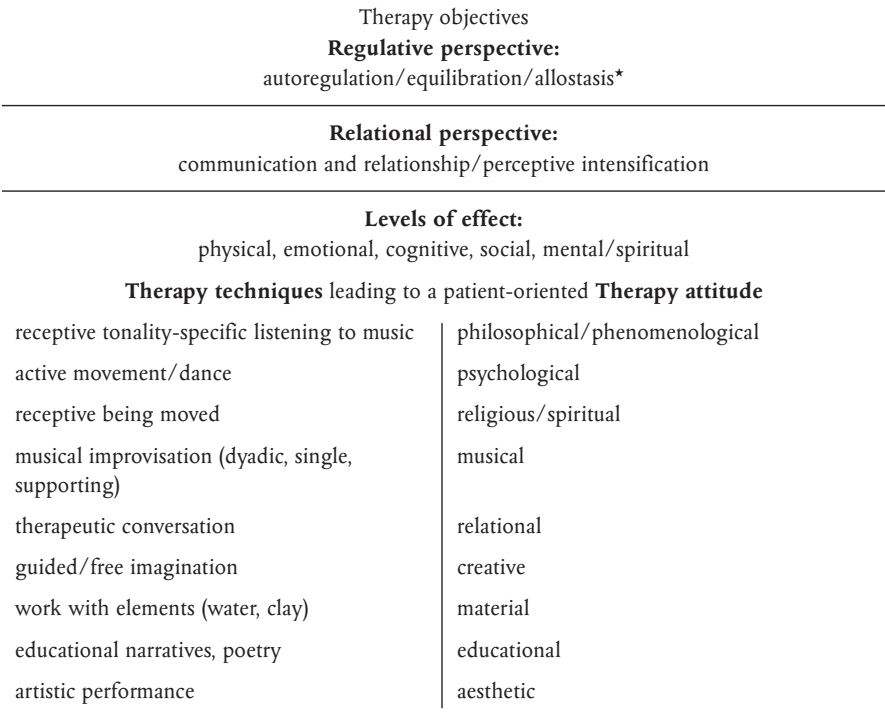 Therapy objectives
Regulative perspective:
autoregulation/equilibration/allostasis★
Relational perspective:
communication and relationship/perceptive intensification
Levels of effect:
physical, emotional, cognitive, social, mental/spiritual
Therapy techniques leading to a patient-oriented Therapy attitude
receptive tonality-specific listening to music philosophical/phenomenological
active movement/dance psychological
receptive being moved religious/spiritual
musical improvisation (dyadic, single, musical
supporting)
therapeutic conversation relational
guided/free imagination creative
work with elements (water, clay) material
educational narratives, poetry educational
artistic performance aesthetic